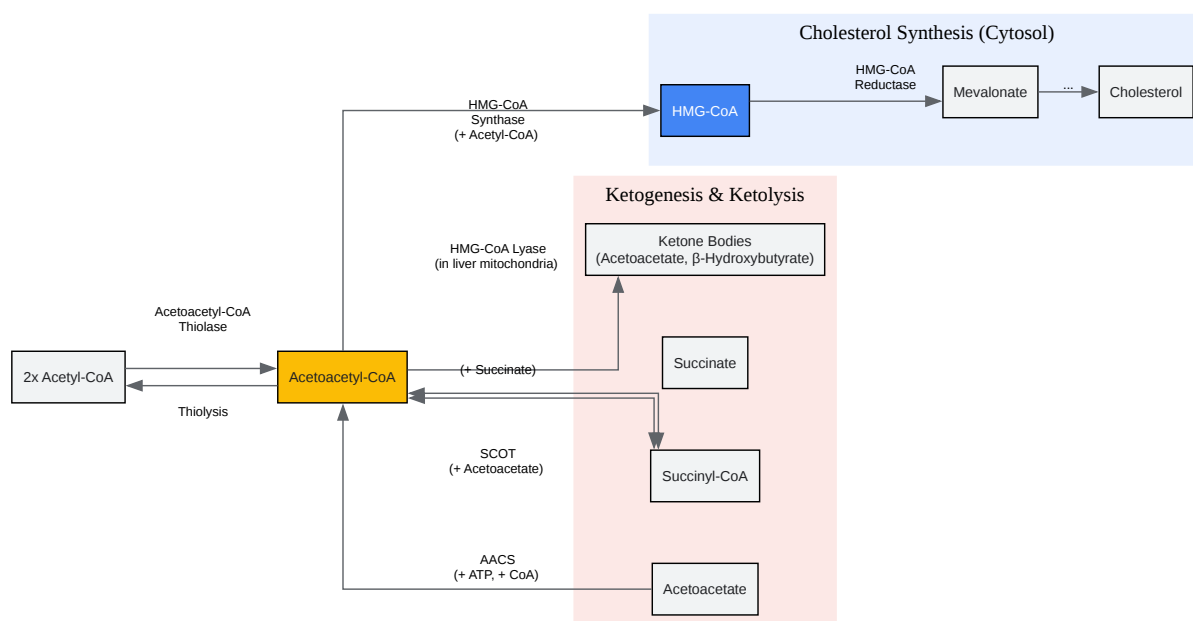 Cholesterol Synthesis (Cytosol)
HMG-CoA
Reductase
Mevalonate
...
Cholesterol
HMG-CoA
HMG-CoA
Synthase
(+ Acetyl-CoA)
Ketogenesis & Ketolysis
Ketone Bodies
(Acetoacetate, β-Hydroxybutyrate)
HMG-CoA Lyase
(in liver mitochondria)
Acetoacetyl-CoA
Thiolase
2x Acetyl-CoA
Acetoacetyl-CoA
(+ Succinate)
Succinate
Thiolysis
SCOT
(+ Acetoacetate)
Succinyl-CoA
AACS
(+ ATP, + CoA)
Acetoacetate